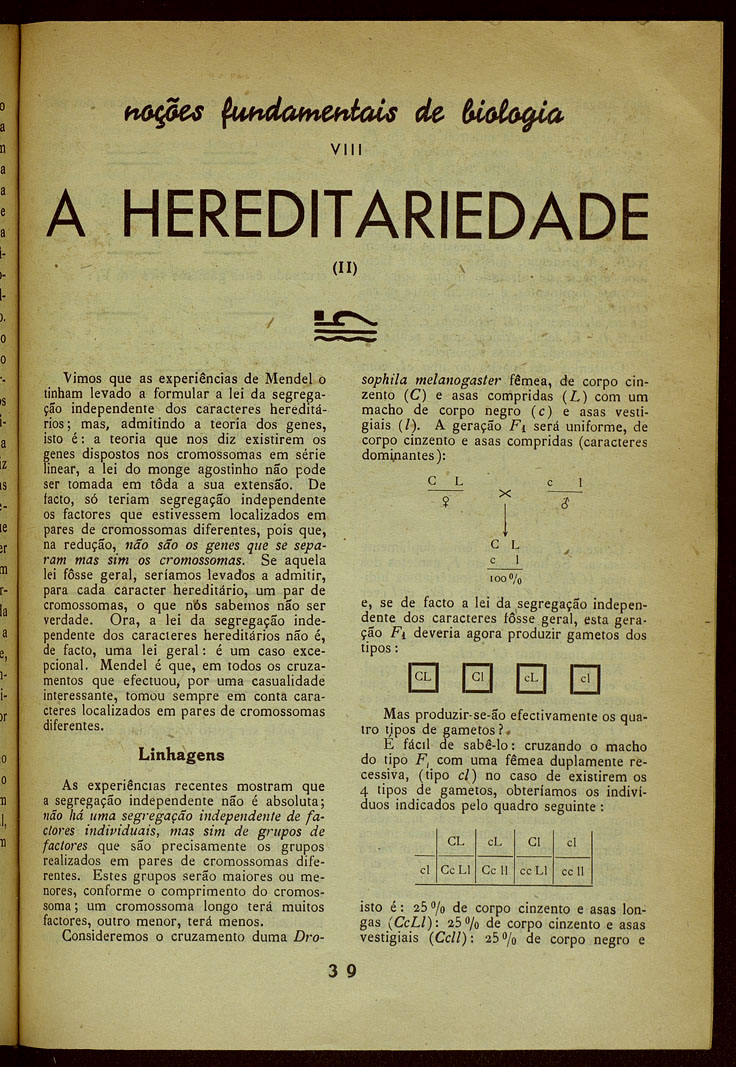 noções fundamentais de biologia
VIII
A HEREDITARIEDADE
(II)
Vimos que as experiências de Mendel o
tinham levado a formular a lei da segrega-
ção independente dos caracteres hereditá-
rios; mas, admitindo a teoria dos genes,
isto é: a teoria que nos diz existirem os
genes dispostos nos cromossomas em série
linear, a lei do monge agostinho não pode
ser tomada em tôda a sua extensão. De
facto, só teriam segregação independente
os factores que estivessem localizados em
pares de cromossomas diferentes, pois que,
na redução, não são os genes que se sepa-
ram mas sim os cromossomas. Se aquela
lei fôsse geral, seríamos levados a admitir,
para cada caracter hereditário, um par de
cromossomas, o que nós sabemos não ser
verdade. Ora, a lei da segregação inde-
pendente dos caracteres hereditários não é,
de facto, uma lei geral: é um caso exce-
pcional. Mendel é que, em todos os cruza-
mentos que efectuou, por uma casualidade
interessante, tomou sempre em conta cara-
cteres localizados em pares de cromossomas
diferentes.
Linhagens
As experiências recentes mostram que
a segregação independente não é absoluta;
não há uma segregação independente de fa-
ctores individuais, mas sim de grupos de
factores que são precisamente os grupos
realizados em pares de cromossomas dife-
rentes. Estes grupos serão maiores ou me-
nores, conforme o comprimento do cromos-
soma; um cromossoma longo terá muitos
factores, outro menor, terá menos.
Consideremos o cruzamento duma Dro-
sophila melanogaster fêmea, de corpo cin-
zento (C) e asas compridas (L) com um
macho de corpo negro (c) e asas vesti-
giais (l). A geração F1 será uniforme, de
corpo cinzento e asas compridas (caracteres
dominantes):
C L c l
♀ × ♂
C L
c l
100%
e, se de facto a lei da segregação indepen-
dente dos caracteres fôsse geral, esta gera-
ção F1 deveria agora produzir gametos dos
tipos:
CL Cl cL cl
Mas produzir-se-ão efectivamente os qua-
tro tipos de gametos?
É fácil de sabê-lo: cruzando o macho
do tipo F1 com uma fêmea duplamente re-
cessiva, (tipo cl) no caso de existirem os
4 tipos de gametos, obteríamos os indiví-
duos indicados pelo quadro seguinte:
CL cL Cl cl
cl Cc Ll Cc ll cc Ll cc ll
isto é: 25% de corpo cinzento e asas lon-
gas (CcLl): 25% de corpo cinzento e asas
vestigiais (Ccll): 25% de corpo negro e
39